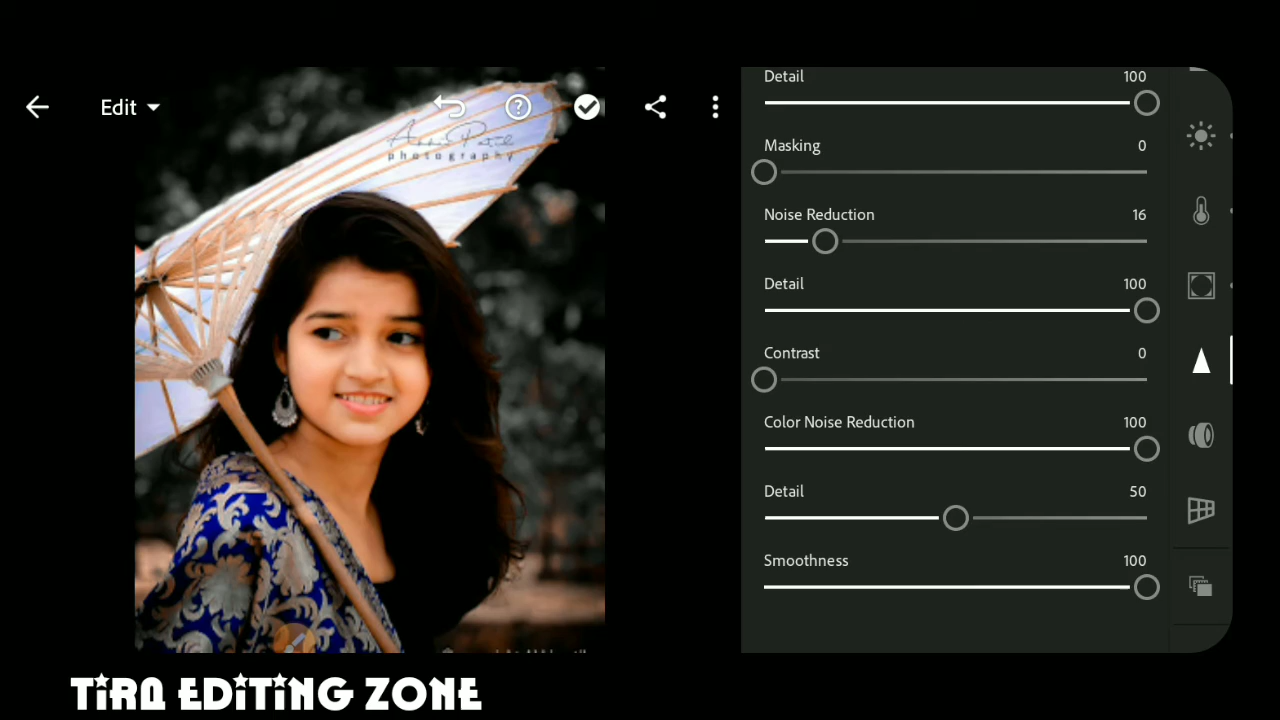 Detail 100
Edit
photography
Masking 0
Noise Reduction 16
Detail 100
Contrast 0
Color Noise Reduction 100
Detail 50
Smoothness 100
TiRA EDiTiNG ZONE